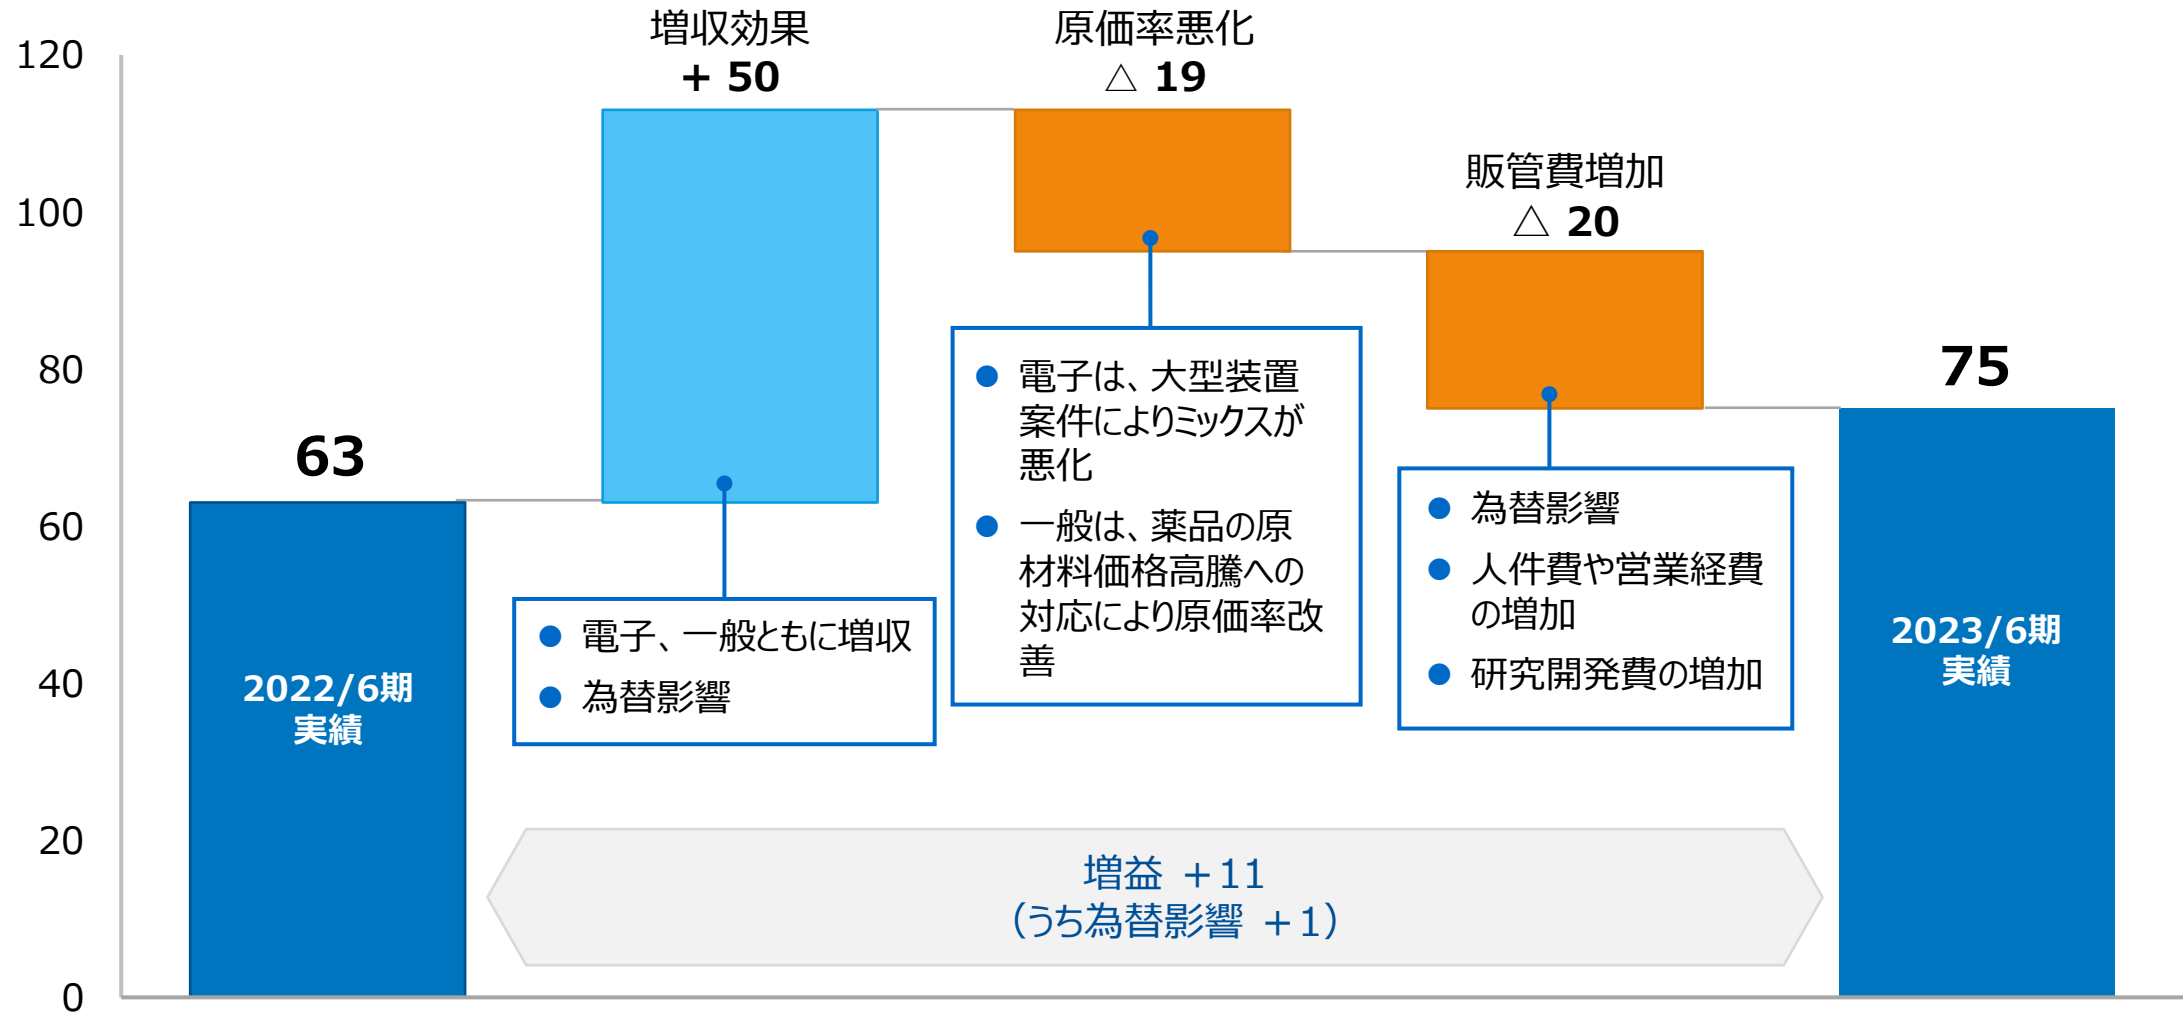 120
100
80
60
40
20
0
63
2022/6期
実績
増収効果
+ 50
電子、一般ともに増収
為替影響
原価率悪化
△ 19
電子は、大型装置
案件によりミックスが
悪化
一般は、薬品の原
材料価格高騰への
対応により原価率改
善
販管費増加
△ 20
為替影響
人件費や営業経費
の増加
研究開発費の増加
75
2023/6期
実績
増益 +11
(うち為替影響 +1)